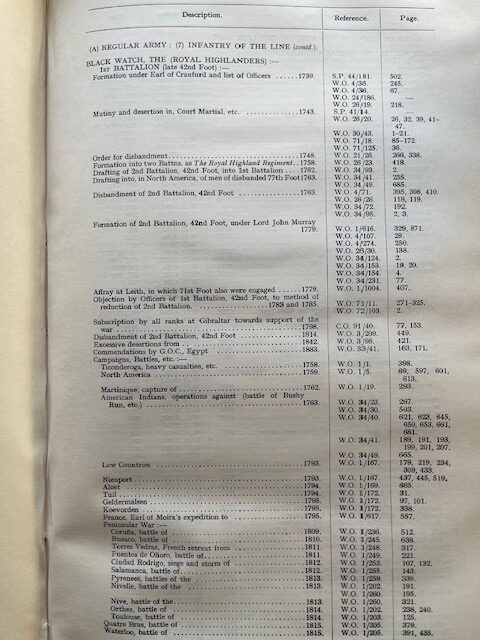 Description. Reference. Page.
(A) REGULAR ARMY: (7) INFANTRY OF THE LINE (contd.)
BLACK WATCH, THE (ROYAL HIGHLANDERS) :—
1ST BATTALION (late 42nd Foot) :—
Formation under Earl of Craufurd and list of Officers ......1739. S.P. 44/181. 502.
W.O. 4/35. 245.
W.O. 4/36. 67.
W.O. 24/186. —
W.O. 26/19. 218.
Mutiny and desertion in, Court Martial, etc. ..............1743. S.P. 41/14.
W.O. 26/20. 26, 32, 39, 41–
47.
W.O. 30/43. 1–21.
W.O. 71/18. 85–172.
W.O. 71/125. 36.
Order for disbandment..............................1748. W.O. 21/26. 266, 338.
Formation into two Battns. as The Royal Highland Regiment. 1758. W.O. 26/23. 418.
Drafting of 2nd Battalion, 42nd Foot, into 1st Battalion ....1762. W.O. 34/93. 2.
Drafting into, in North America, of men of disbanded 77th Foot1763. W.O. 34/41. 235.
W.O. 34/49. 685.
Disbandment of 2nd Battalion, 42nd Foot ..............1763. W.O. 4/71. 395, 398, 410.
W.O. 26/26. 118, 119.
W.O. 34/72. 192.
W.O. 34/95. 2, 3.
Formation of 2nd Battalion, 42nd Foot, under Lord John Murray
1779. W.O. 1/616. 329, 871.
W.O. 4/107. 29.
W.O. 4/274. 250.
W.O. 26/30. 138.
W.O. 34/124. 2.
W.O. 34/153. 19, 20.
W.O. 34/154. 4.
W.O. 34/231. 77.
Affray at Leith, in which 71st Foot also were engaged ......1779. W.O. 1/1004. 407.
Objection by Officers of 1st Battalion, 42nd Foot, to method of
reduction of 2nd Battalion. ..................1783 and 1785. W.O. 71/11. 271–325.
W.O. 72/103. 2.
Subscription by all ranks at Gibraltar towards support of the
war ......................................1798. C.O. 91/40. 77, 153.
Disbandment of 2nd Battalion, 42nd Foot ..............1814. W.O. 3/209. 449.
Excessive desertions from ..........................1842. W.O. 3/98. 421.
Commendations by G.O.C., Egypt ....................1883. W.O. 33/41. 163, 171.
Campaigns, Battles, etc. :—
Ticonderoga, heavy casualties, etc. ..................1758. W.O. 1/1. 398.
North America ..................................1759. W.O. 1/5. 69, 597, 601,
613.
Martinique, capture of ............................1762. W.O. 1/19. 293.
American Indians, operations against (battle of Bushy
Run, etc.) ......................................1763. W.O. 34/23. 267.
W.O. 34/30. 503.
W.O. 34/40. 621, 623, 645,
650, 653, 661,
681.
W.O. 34/41. 189, 191, 193,
199, 201, 207.
W.O. 34/49. 665.
Low Countries ..................................1793. W.O. 1/167. 179, 219, 234,
309, 433.
Nieuport ......................................1793. W.O. 1/167. 437, 445, 519.
Alost ..........................................1794. W.O. 1/169. 865.
Tuil ..........................................1794. W.O. 1/172. 31.
Geldermalsen ..................................1795. W.O. 1/172. 97, 101.
Koevorden ......................................1795. W.O. 1/172. 338.
France, Earl of Moira's expedition to ................1795. W.O. 1/617. 557.
Peninsular War :—
Coruña, battle of ..............................1809. W.O. 1/236. 512.
Busaco, battle of ..............................1810. W.O. 1/246. 638.
Torres Vedras, French retreat from ................1811. W.O. 1/248. 317.
Fuentes de Oñoro, battle of......................1811. W.O. 1/249. 221.
Ciudad Rodrigo, siege and storm of ................1812. W.O. 1/253. 107, 132.
Salamanca, battle of............................1812. W.O. 1/255. 143.
Pyrenees, battles of the ........................1813. W.O. 1/259. 339.
Nivelle, battle of the ..........................1813. W.O. 1/202. 191.
W.O. 1/260. 195.
Nive, battle of the..............................1813. W.O. 1/260. 321.
Orthez, battle of ..............................1814. W.O. 1/202. 238, 240.
Toulouse, battle of ............................1814. W.O. 1/203. 125.
Quatre Bras, battle of ..........................1815. W.O. 1/205. 379.
Waterloo, battle of ............................1815. W.O. 1/205. 391, 435.